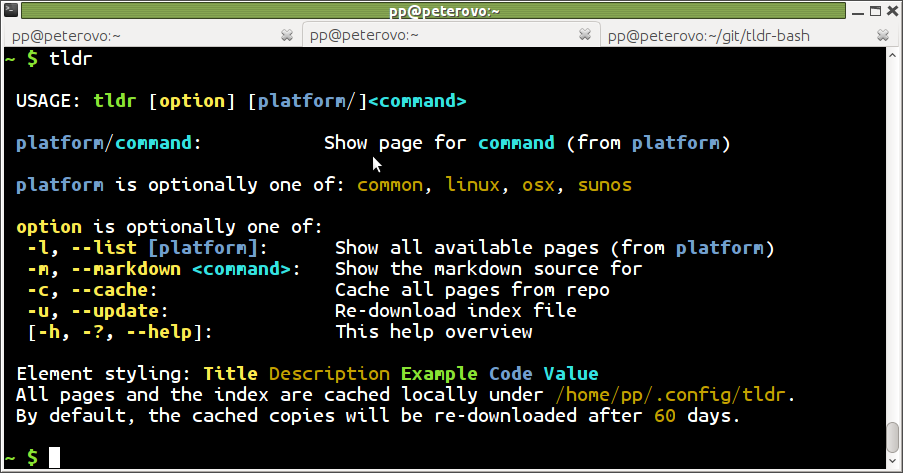 pp@peterovo:~
pp@peterovo:~ pp@peterovo:~ pp@peterovo:~/git/tldr-bash
~ $ tldr
USAGE: tldr [option] [platform/]<command>
platform/command: Show page for command (from platform)
platform is optionally one of: common, linux, osx, sunos
option is optionally one of:
-l, --list [platform]: Show all available pages (from platform)
-m, --markdown <command>: Show the markdown source for
-c, --cache: Cache all pages from repo
-u, --update: Re-download index file
[-h, -?, --help]: This help overview
Element styling: Title Description Example Code Value
All pages and the index are cached locally under /home/pp/.config/tldr.
By default, the cached copies will be re-downloaded after 60 days.
~ $